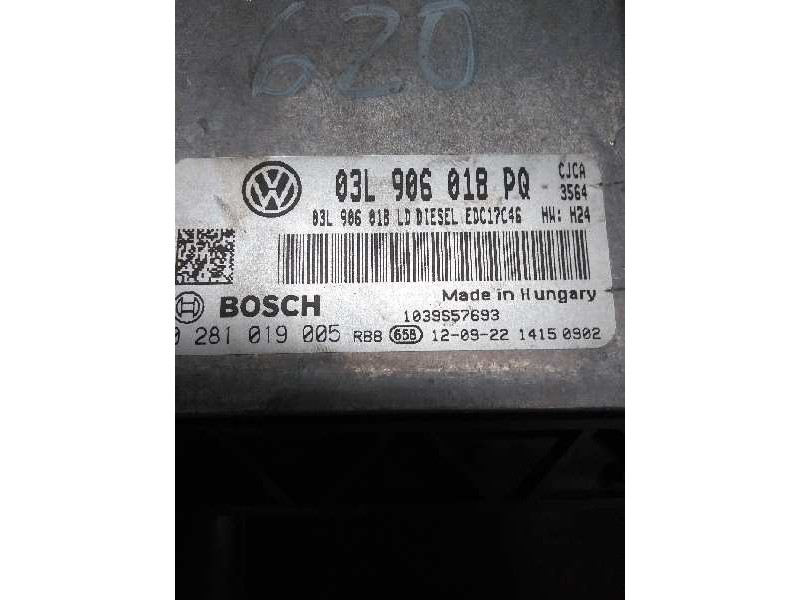 620
03L 906 018 PQ
CJCA
3564
03L 906 018 LD DIESEL EDC17C46 HW: H24
BOSCH
Made in Hungary
1039S57693
0 281 019 005 RB8 65B 12-09-22 1415 0902